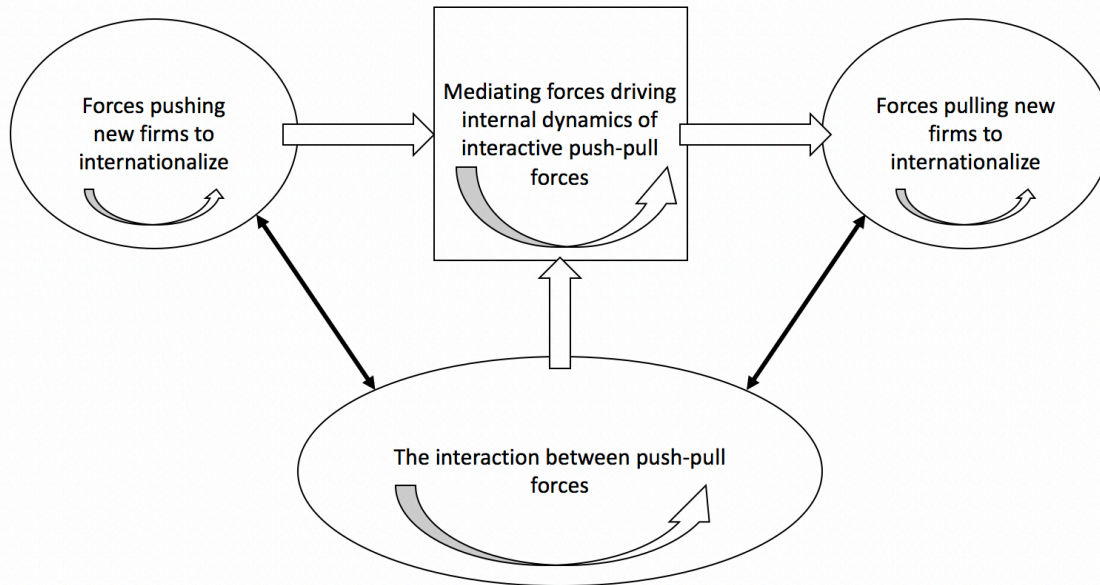 Forces pushing
new firms to
internationalize
Mediating forces driving
internal dynamics of
interactive push-pull
forces
Forces pulling new
firms to
internationalize
The interaction between push-pull
forces